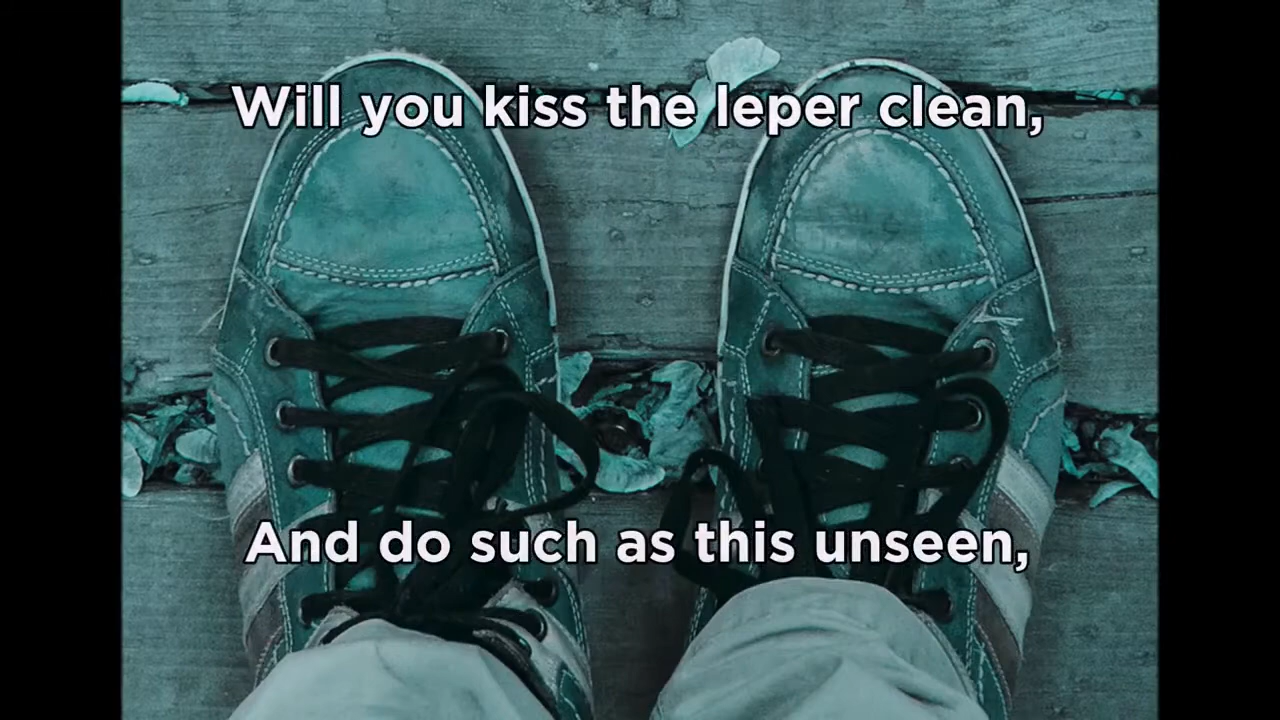 Will you kiss the leper clean,
And do such as this unseen,